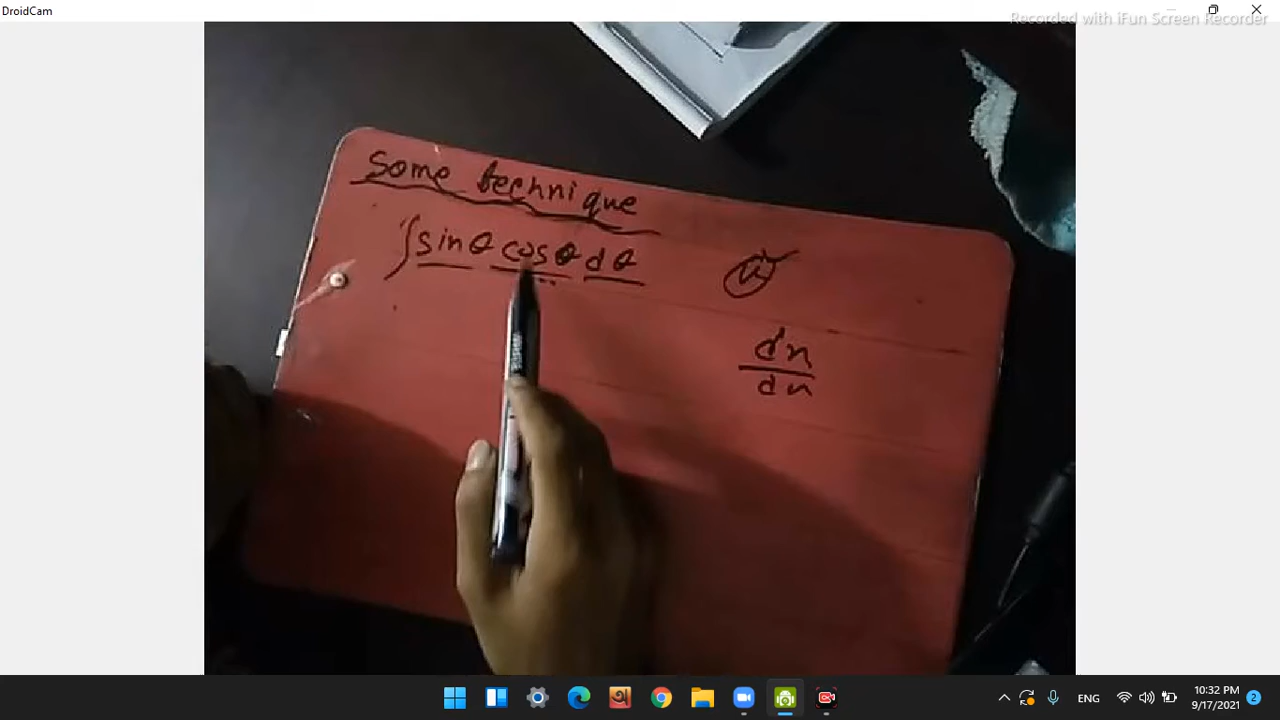 DroidCam
Recorded with iFun Screen Recorder
Some technique
∫sinθ cosθ dθ
dx
dx
ENG
10:32 PM
9/17/2021
2